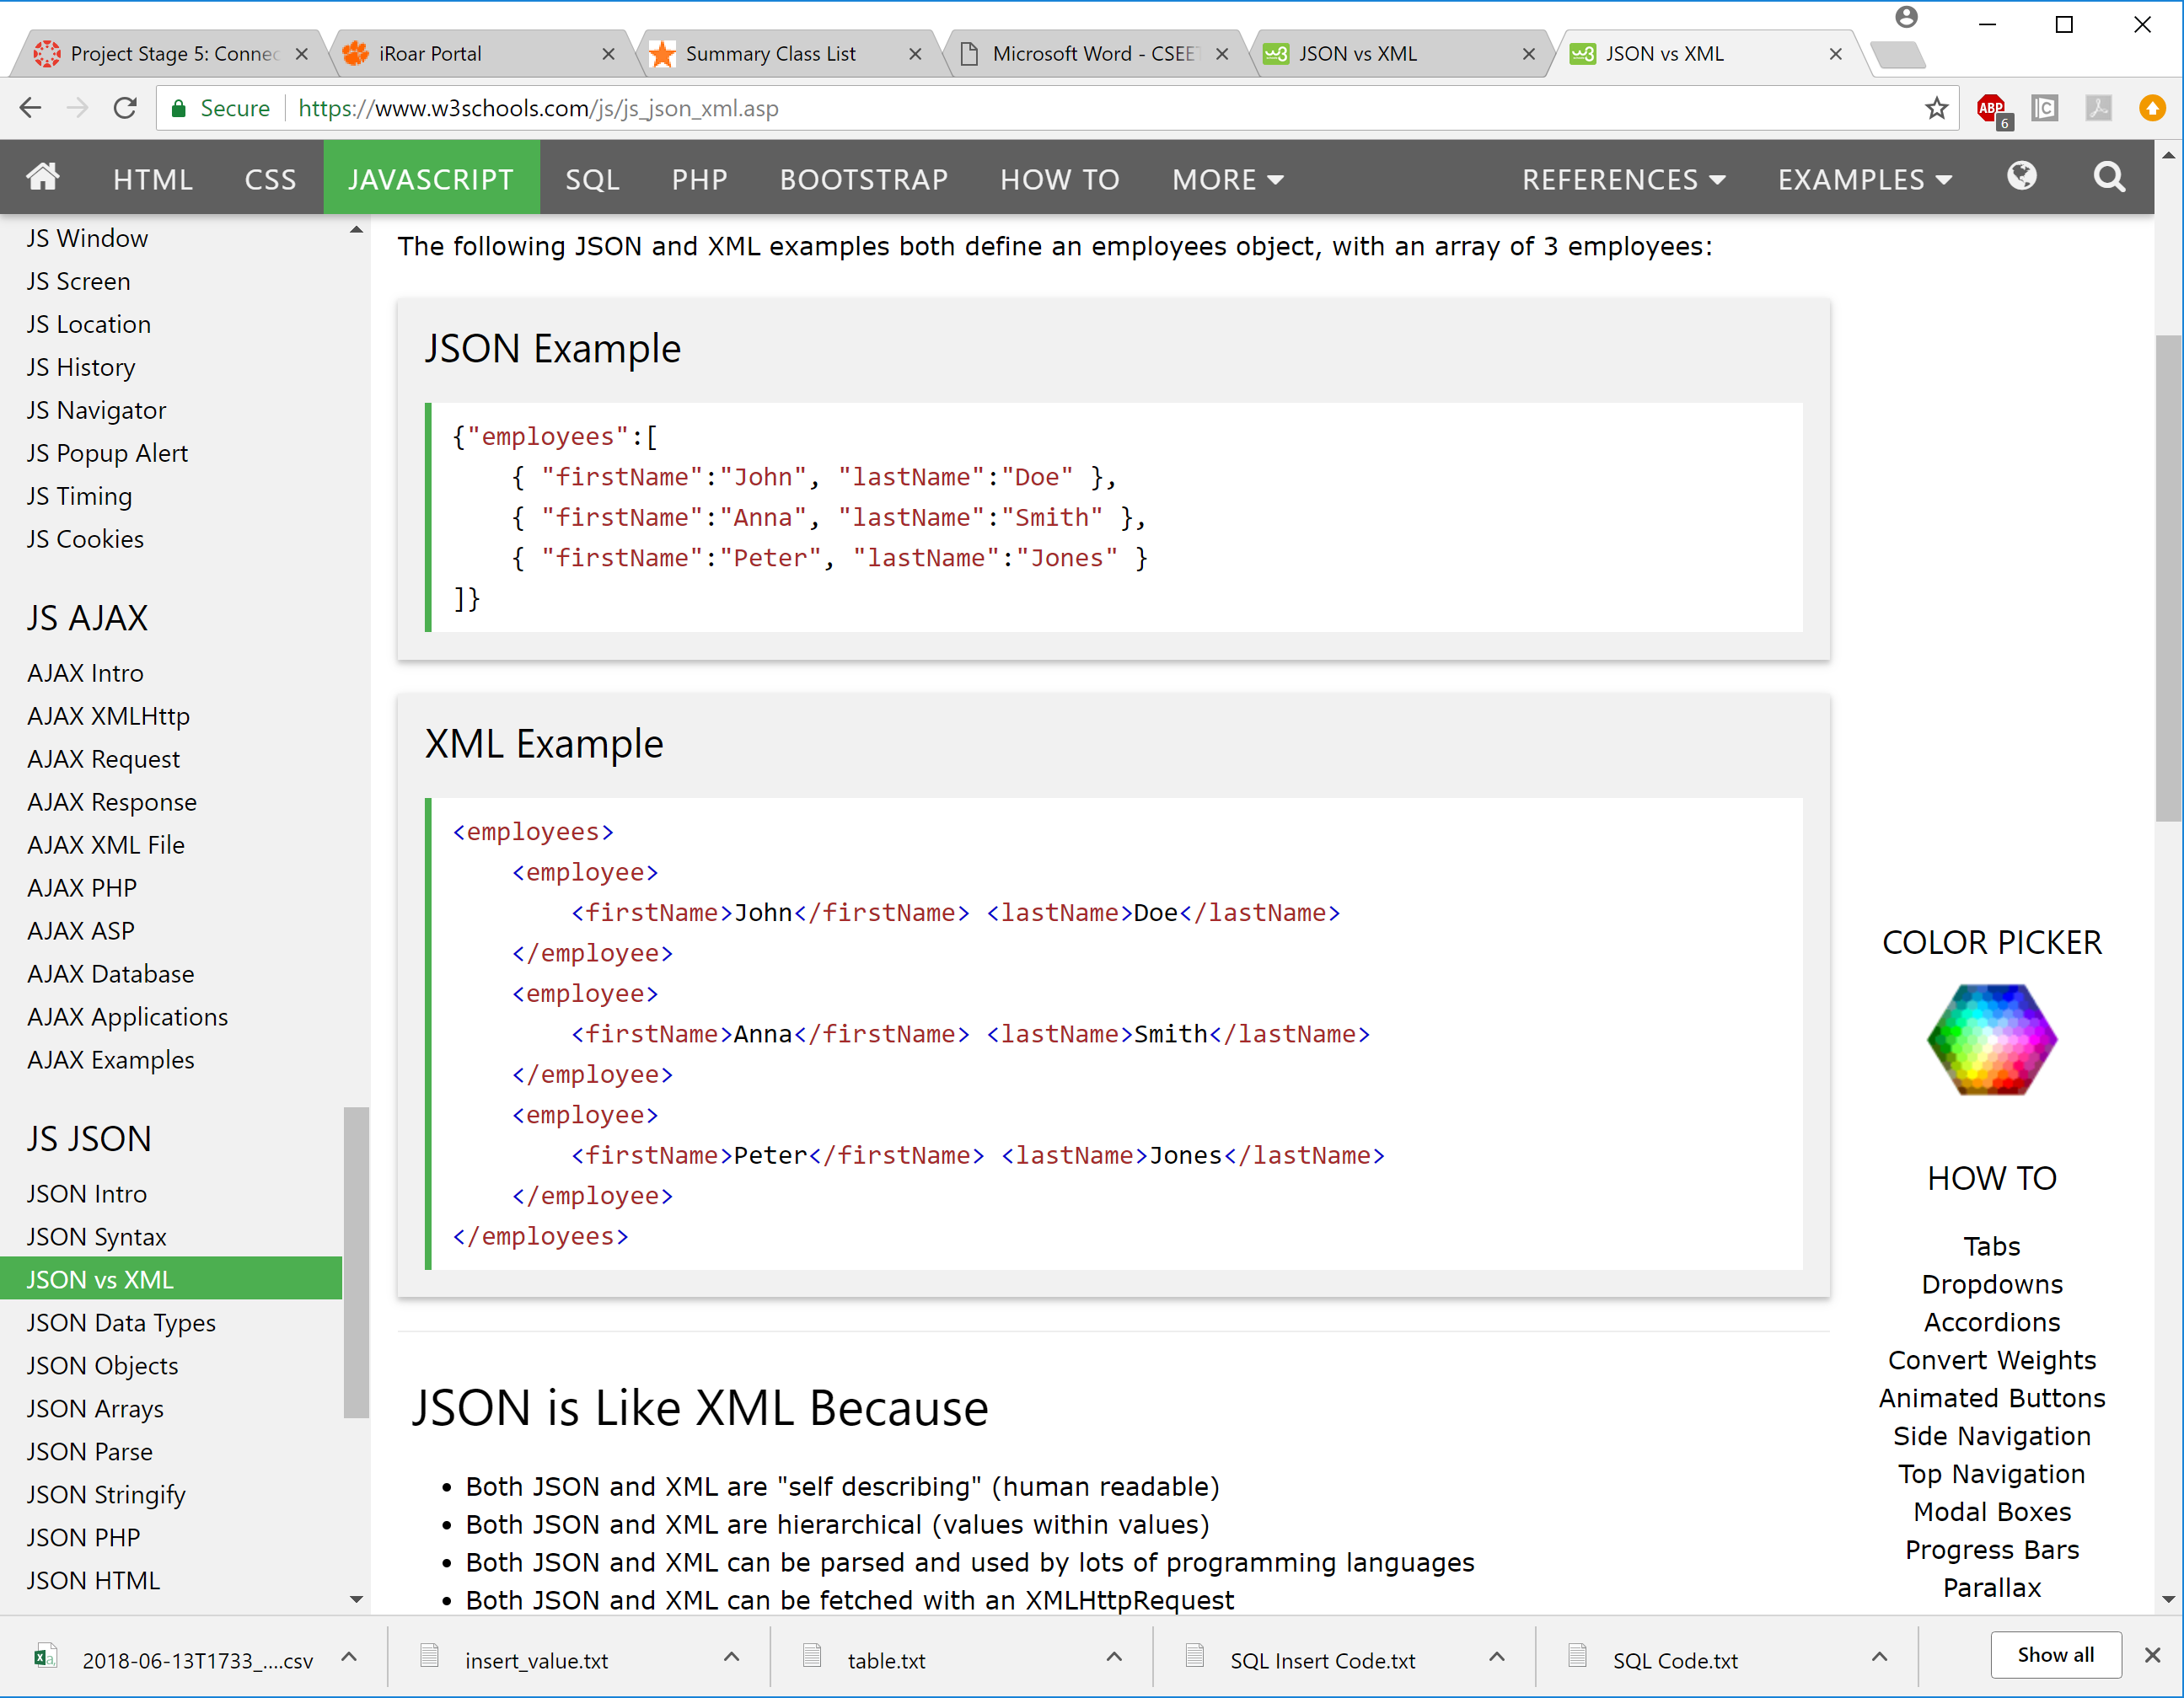 Project Stage 5: Connec
iRoar Portal
Summary Class List
Microsoft Word - CSEET
JSON vs XML
JSON vs XML
Secure
https://www.w3schools.com/js/js_json_xml.asp
ABP
6
HTML
CSS
JAVASCRIPT
SQL
PHP
BOOTSTRAP
HOW TO
MORE
REFERENCES
EXAMPLES
JS Window
JS Screen
JS Location
JS History
JS Navigator
JS Popup Alert
JS Timing
JS Cookies
JS AJAX
AJAX Intro
AJAX XMLHttp
AJAX Request
AJAX Response
AJAX XML File
AJAX PHP
AJAX ASP
AJAX Database
AJAX Applications
AJAX Examples
JS JSON
JSON Intro
JSON Syntax
JSON vs XML
JSON Data Types
JSON Objects
JSON Arrays
JSON Parse
JSON Stringify
JSON PHP
JSON HTML
The following JSON and XML examples both define an employees object, with an array of 3 employees:
JSON Example
{"employees":[
    { "firstName":"John", "lastName":"Doe" },
    { "firstName":"Anna", "lastName":"Smith" },
    { "firstName":"Peter", "lastName":"Jones" }
]}
XML Example
<employees>
    <employee>
        <firstName>John</firstName> <lastName>Doe</lastName>
    </employee>
    <employee>
        <firstName>Anna</firstName> <lastName>Smith</lastName>
    </employee>
    <employee>
        <firstName>Peter</firstName> <lastName>Jones</lastName>
    </employee>
</employees>
JSON is Like XML Because
• Both JSON and XML are "self describing" (human readable)
• Both JSON and XML are hierarchical (values within values)
• Both JSON and XML can be parsed and used by lots of programming languages
• Both JSON and XML can be fetched with an XMLHttpRequest
COLOR PICKER
HOW TO
Tabs
Dropdowns
Accordions
Convert Weights
Animated Buttons
Side Navigation
Top Navigation
Modal Boxes
Progress Bars
Parallax
2018-06-13T1733_....csv
insert_value.txt
table.txt
SQL Insert Code.txt
SQL Code.txt
Show all